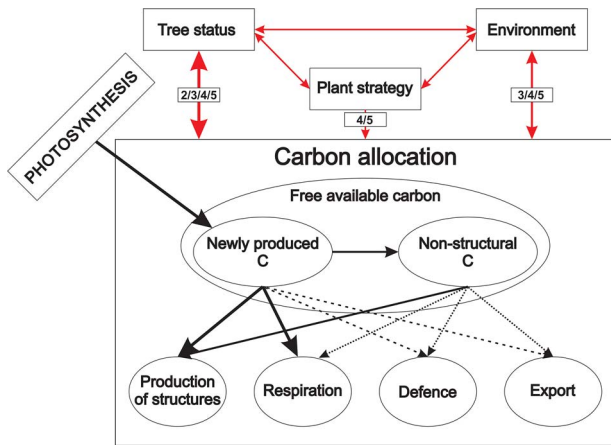 Tree status
Environment
Plant strategy
2/3/4/5
4/5
3/4/5
PHOTOSYNTHESIS
Carbon allocation
Free available carbon
Newly produced
C
Non-structural
C
Production
of structures
Respiration
Defence
Export